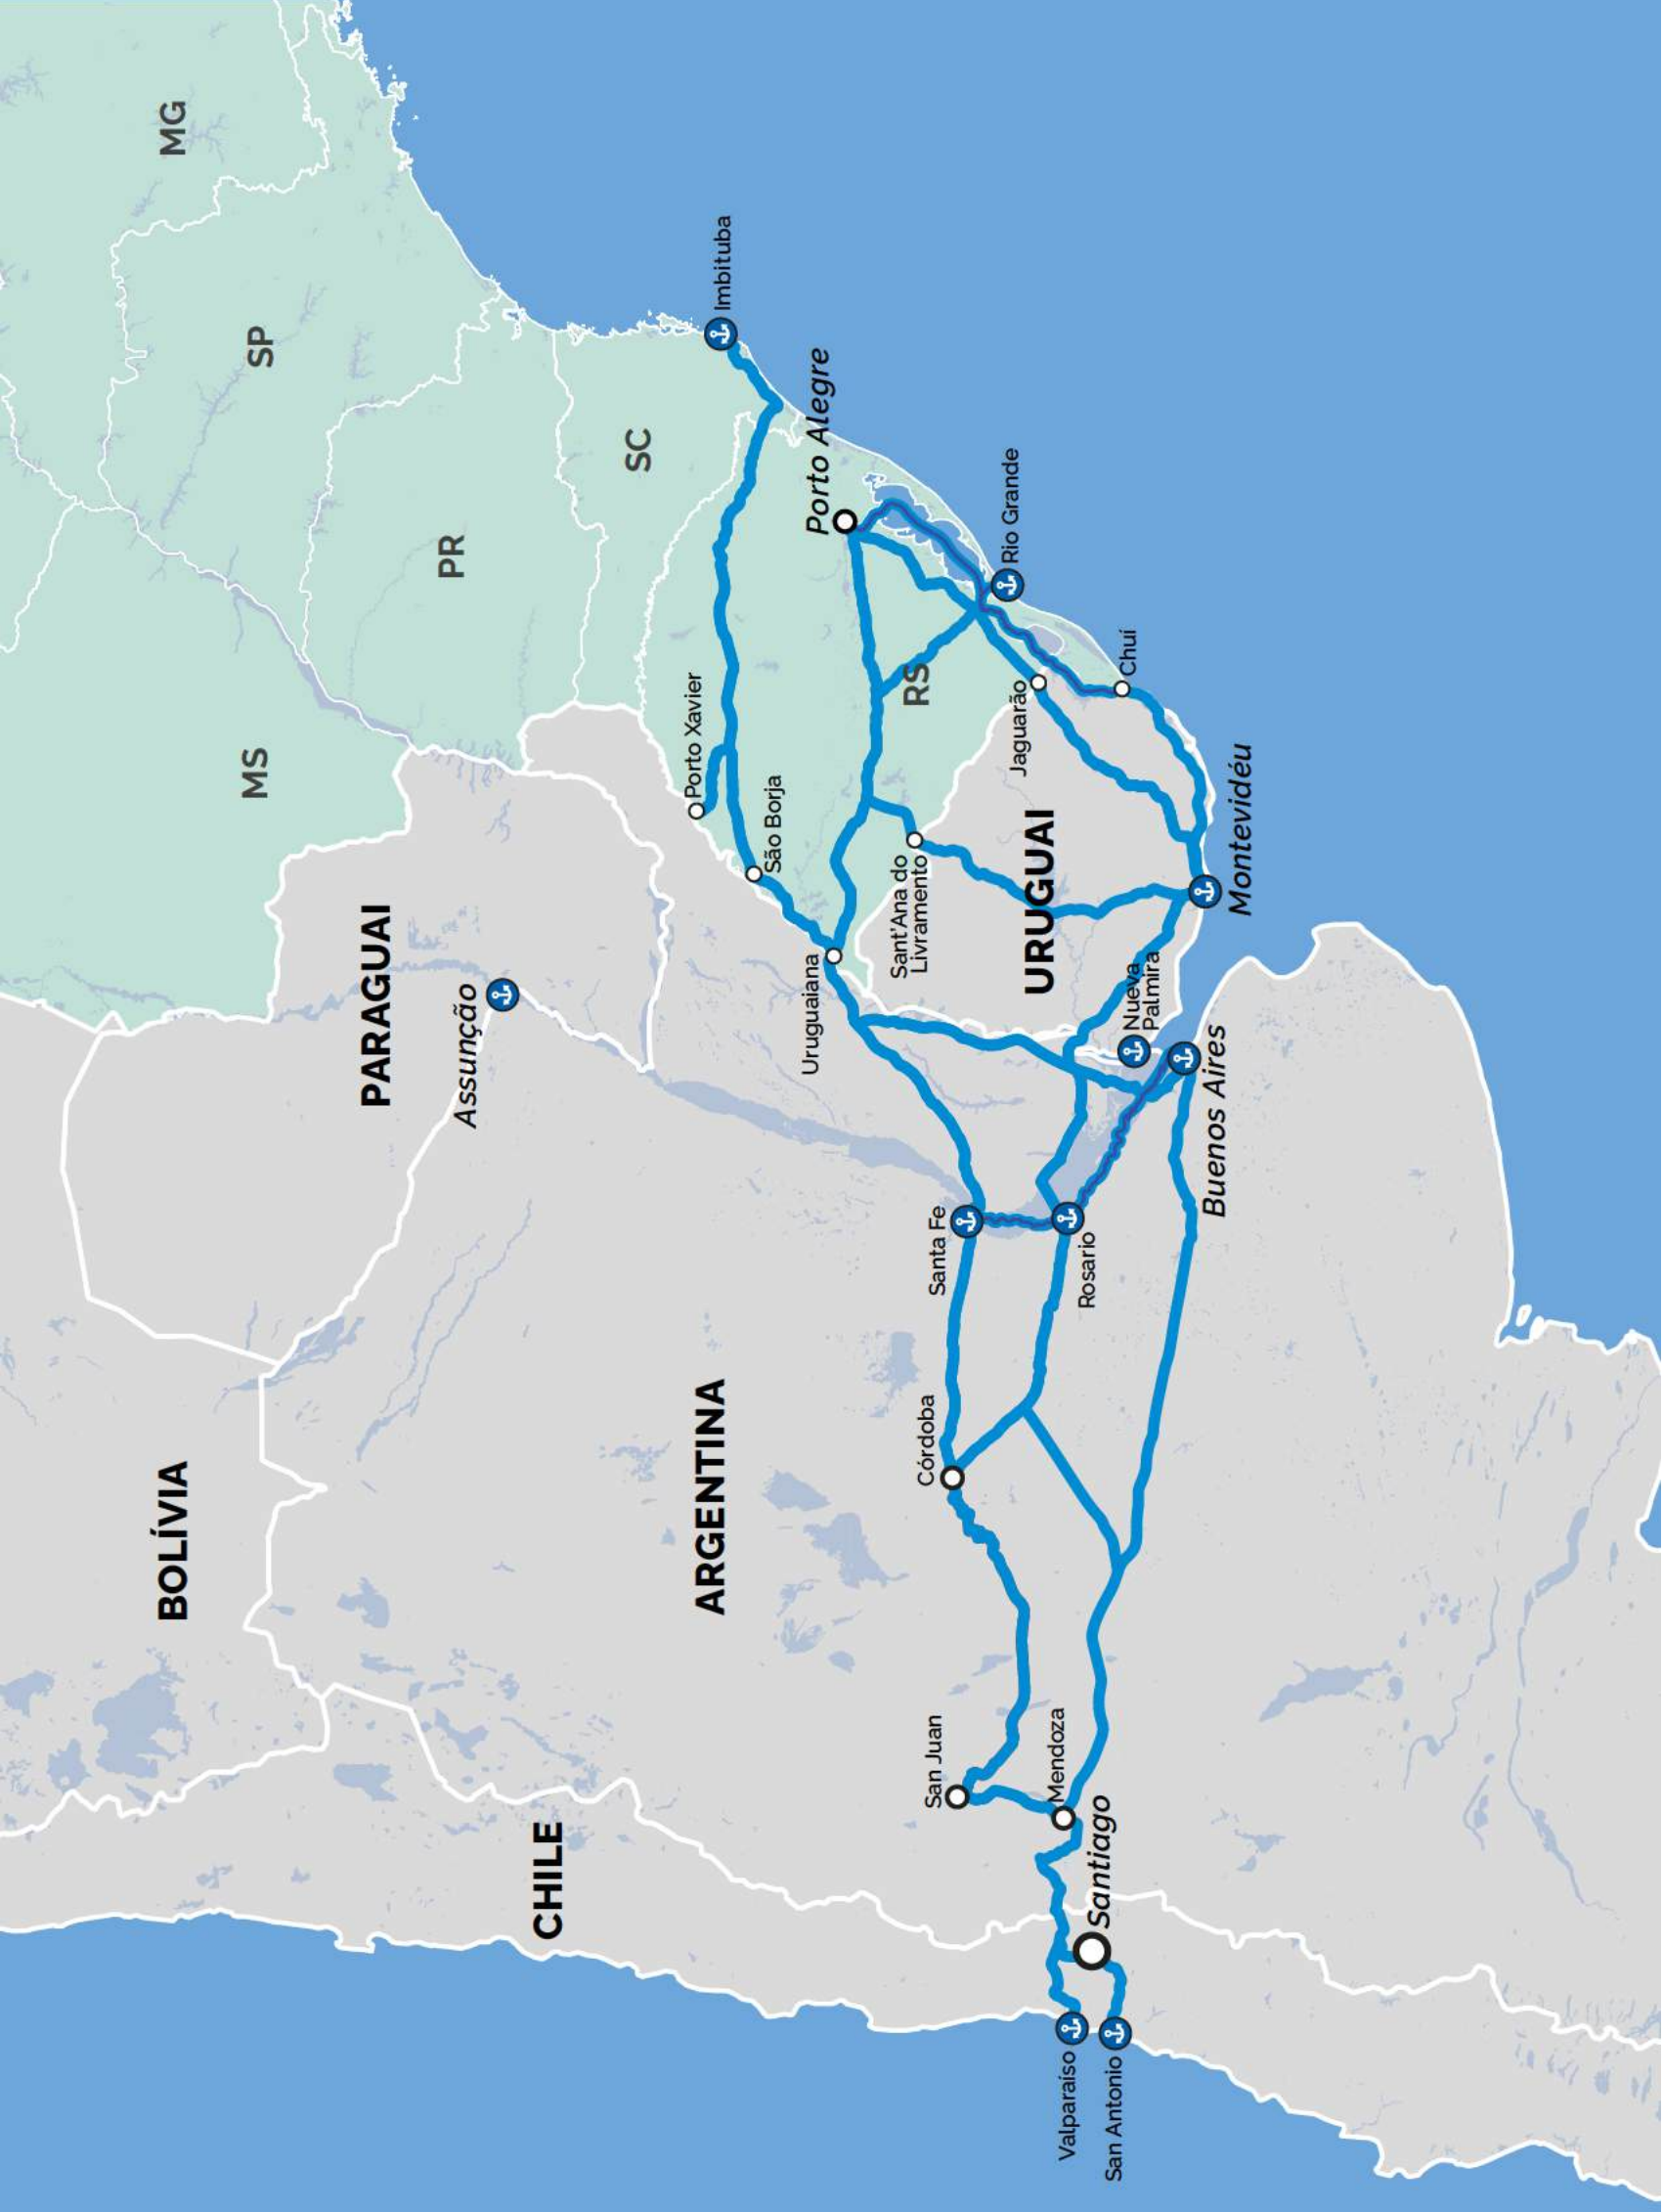 MG
SP
MS
PR
SC
RS
BOLÍVIA
PARAGUAI
Assunção
ARGENTINA
CHILE
URUGUAI
Imbituba
Porto Alegre
Porto Xavier
São Borja
Rio Grande
Chuí
Jaguarão
Sant'Ana do
Livramento
Uruguaiana
Montevidéu
Nueva
Palmira
Buenos Aires
Santa Fe
Rosario
Córdoba
San Juan
Mendoza
Santiago
Valparaíso
San Antonio